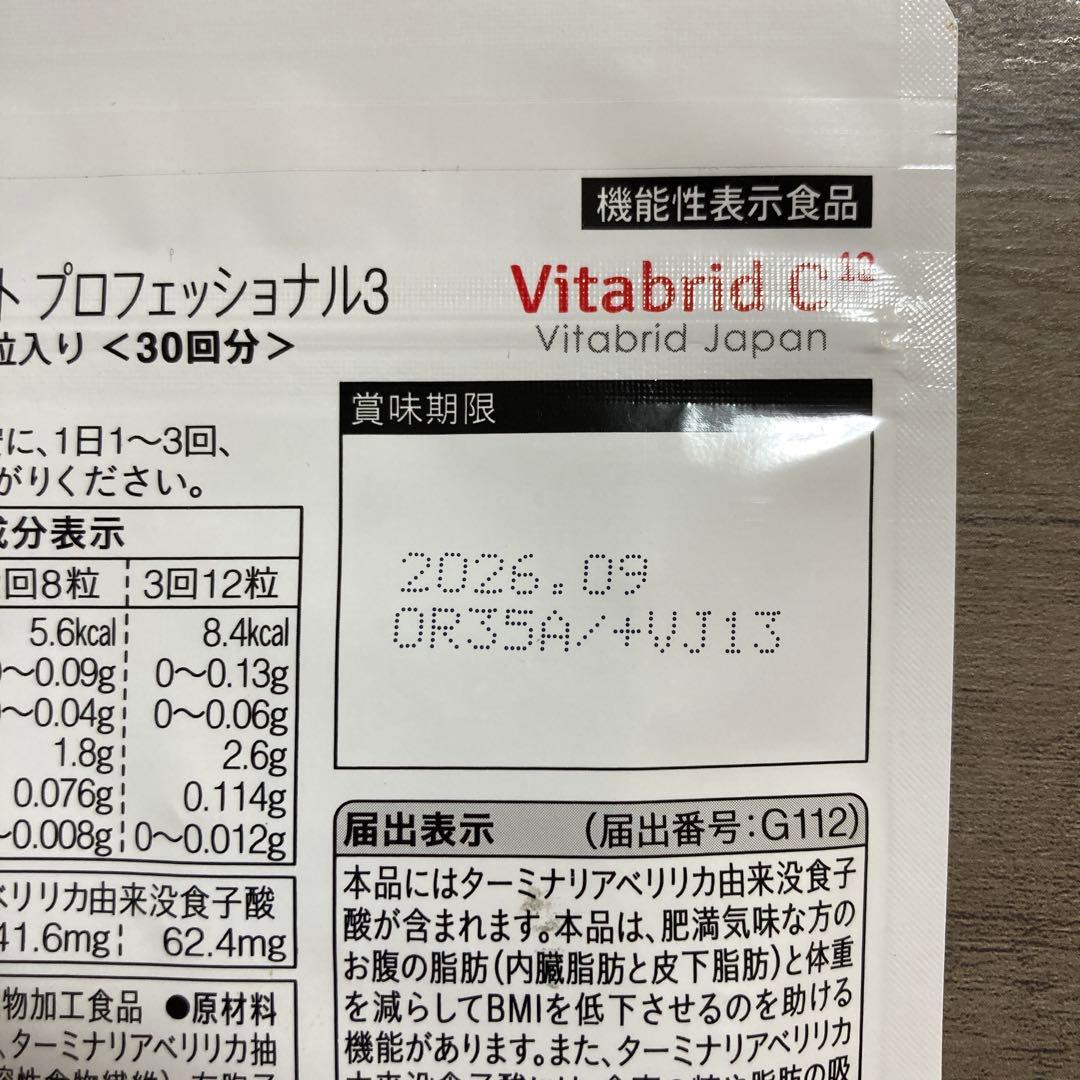 機能性表示食品
ト プロフェッショナル3
Vitabrid C12
Vitabrid Japan
粒入り <30回分>
賞味期限
に、1日1〜3回、
がりください。
2026.09
OR35A/+VJ13
成分表示
回8粒 3回12粒
5.6kcal 8.4kcal
0〜0.09g 0〜0.13g
0〜0.04g 0〜0.06g
1.8g 2.6g
0.076g 0.114g
〜0.008g 0〜0.012g
ベリリカ由来没食子酸
41.6mg 62.4mg
物加工食品 ●原材料
、ターミナリアベリリカ抽
届出表示 (届出番号:G112)
本品にはターミナリアベリリカ由来没食子
酸が含まれます。本品は、肥満気味な方の
お腹の脂肪(内臓脂肪と皮下脂肪)と体重
を減らしてBMIを低下させるのを助ける
機能があります。また、ターミナリアベリリカ